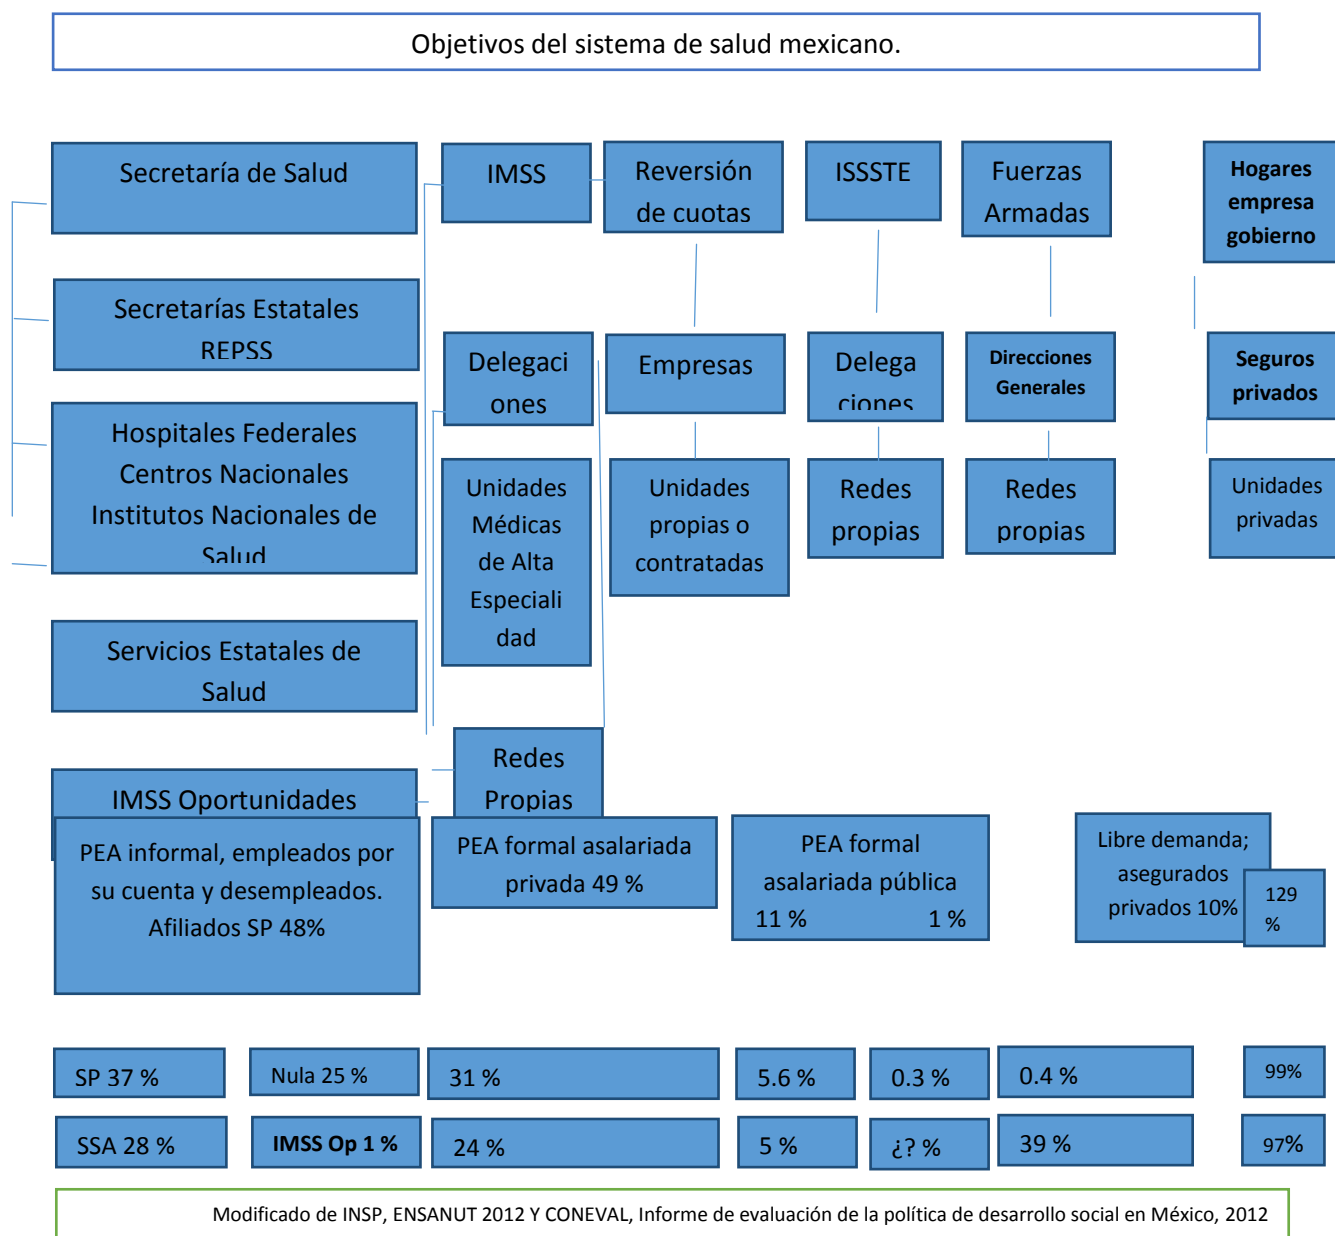 Objetivos del sistema de salud mexicano.
Secretaría de Salud
IMSS
Reversión
de cuotas
ISSSTE
Fuerzas
Armadas
Hogares
empresa
gobierno
Secretarías Estatales
REPSS
Delegaci
ones
Empresas
Delega
ciones
Direcciones
Generales
Seguros
privados
Hospitales Federales
Centros Nacionales
Institutos Nacionales de
Salud
Unidades
Médicas
de Alta
Especiali
dad
Unidades
propias o
contratadas
Redes
propias
Redes
propias
Unidades
privadas
Servicios Estatales de
Salud
IMSS Oportunidades
Redes
Propias
PEA informal, empleados por
su cuenta y desempleados.
Afiliados SP 48%
PEA formal asalariada
privada 49 %
PEA formal
asalariada pública
11 % 1 %
Libre demanda;
asegurados
privados 10%
129
%
SP 37 %
Nula 25 %
31 %
5.6 %
0.3 %
0.4 %
99%
SSA 28 %
IMSS Op 1 %
24 %
5 %
¿? %
39 %
97%
Modificado de INSP, ENSANUT 2012 Y CONEVAL, Informe de evaluación de la política de desarrollo social en México, 2012